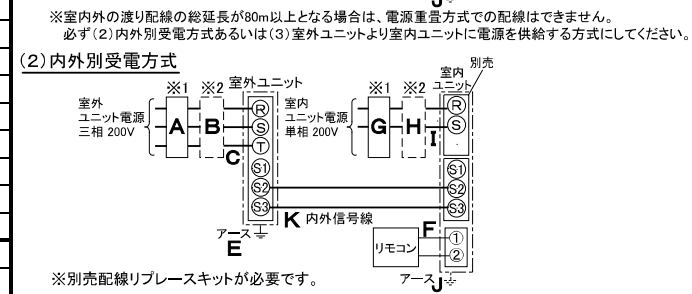 J
※室内外の渡り配線の総延長が80m以上となる場合は、電源重畳方式での配線はできません。
必ず(2)内外別受電方式あるいは(3)室外ユニットより室内ユニットに電源を供給する方式にしてください。
(2)内外別受電方式
別売
※1 ※2 室外ユニット ※1 ※2 室内
ユニット
室外
ユニット電源
三相 200V
A B C
R
S
T
S1
S2
S3
室内
ユニット電源
単相 200V
G H I
R
S
S1
S2
S3
K 内外信号線
アース
E
リモコン
F
①
②
アース J
※別売配線リプレースキットが必要です。